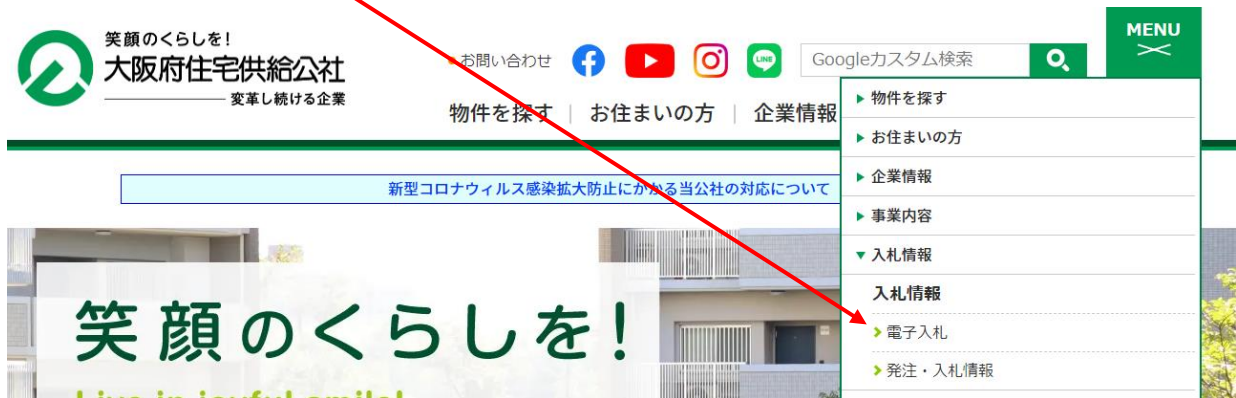 笑顔のくらしを!
大阪府住宅供給公社
変革し続ける企業
お問い合わせ
LINE
Googleカスタム検索
MENU
物件を探す | お住まいの方 | 企業情報
物件を探す
お住まいの方
企業情報
事業内容
入札情報
入札情報
電子入札
発注・入札情報
新型コロナウィルス感染拡大防止にかかる当公社の対応について
笑顔のくらしを!
Live in joyful smile!